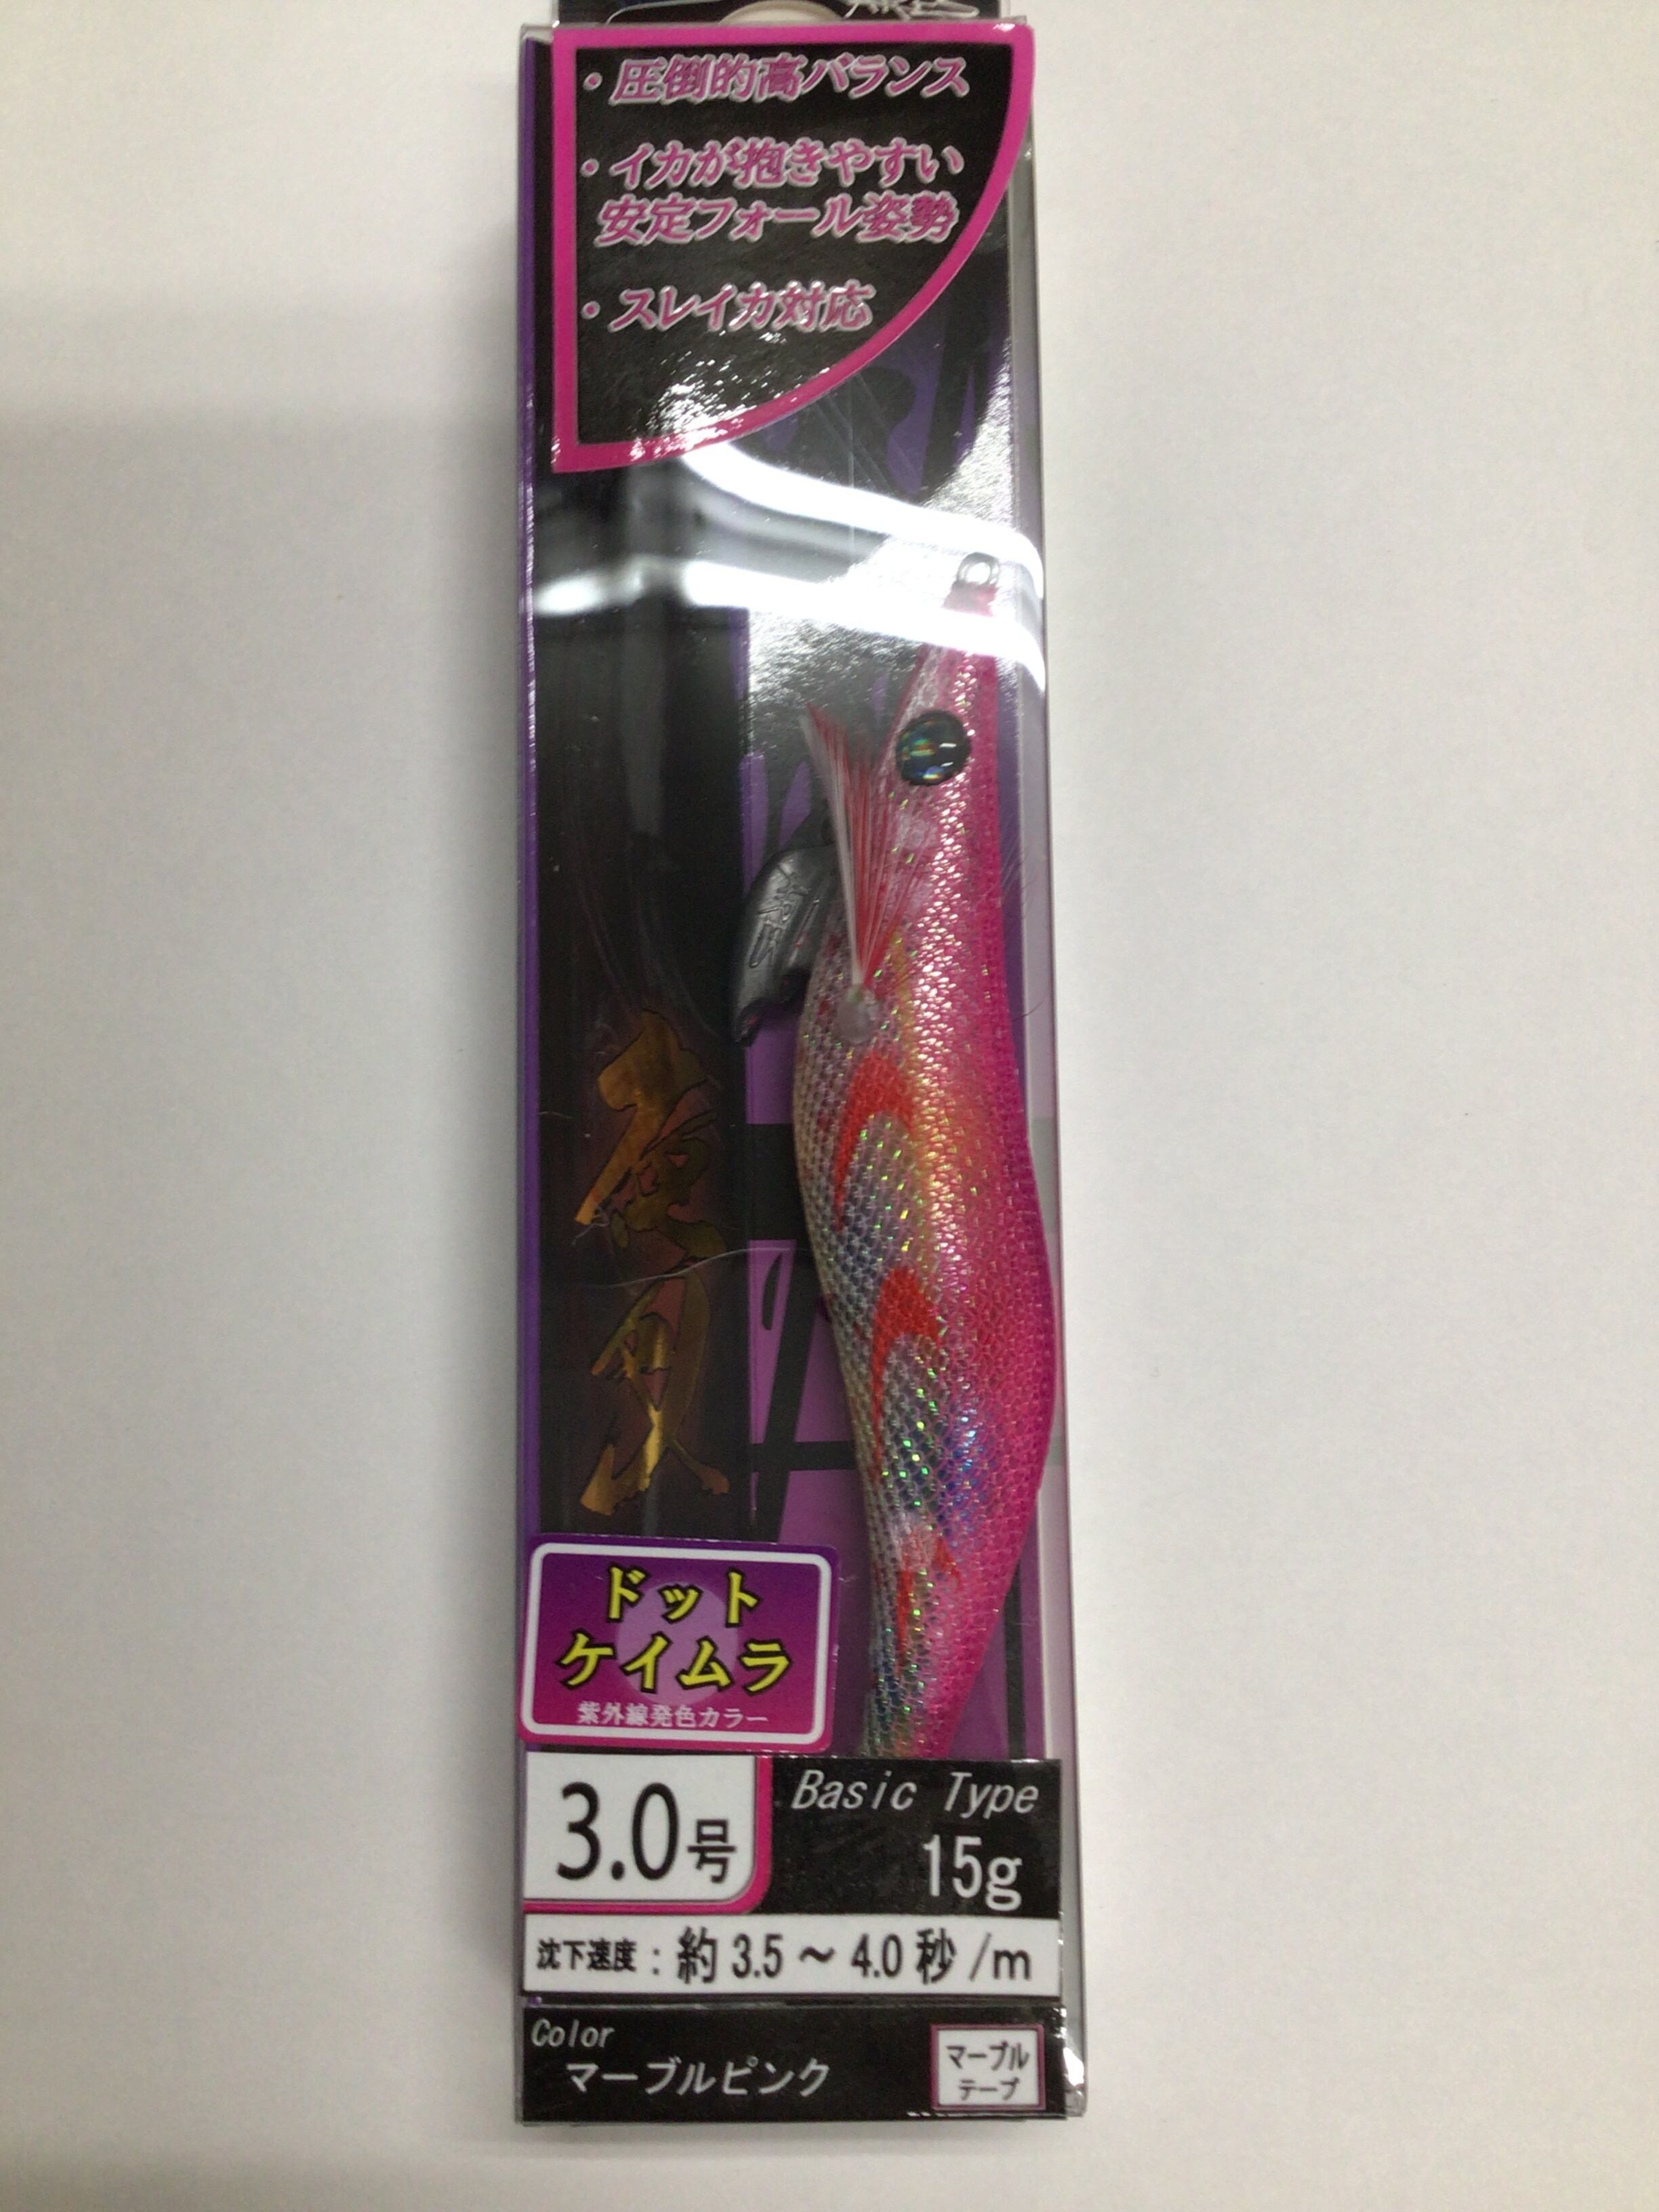 ・圧倒的高バランス
・イカが抱きやすい
安定フォール姿勢
・スレイカ対応
ドット
ケイムラ
紫外線発色カラー
3.0号
Basic Type
15g
沈下速度：約3.5～4.0秒/m
Color
マーブルピンク
マーブル
テープ